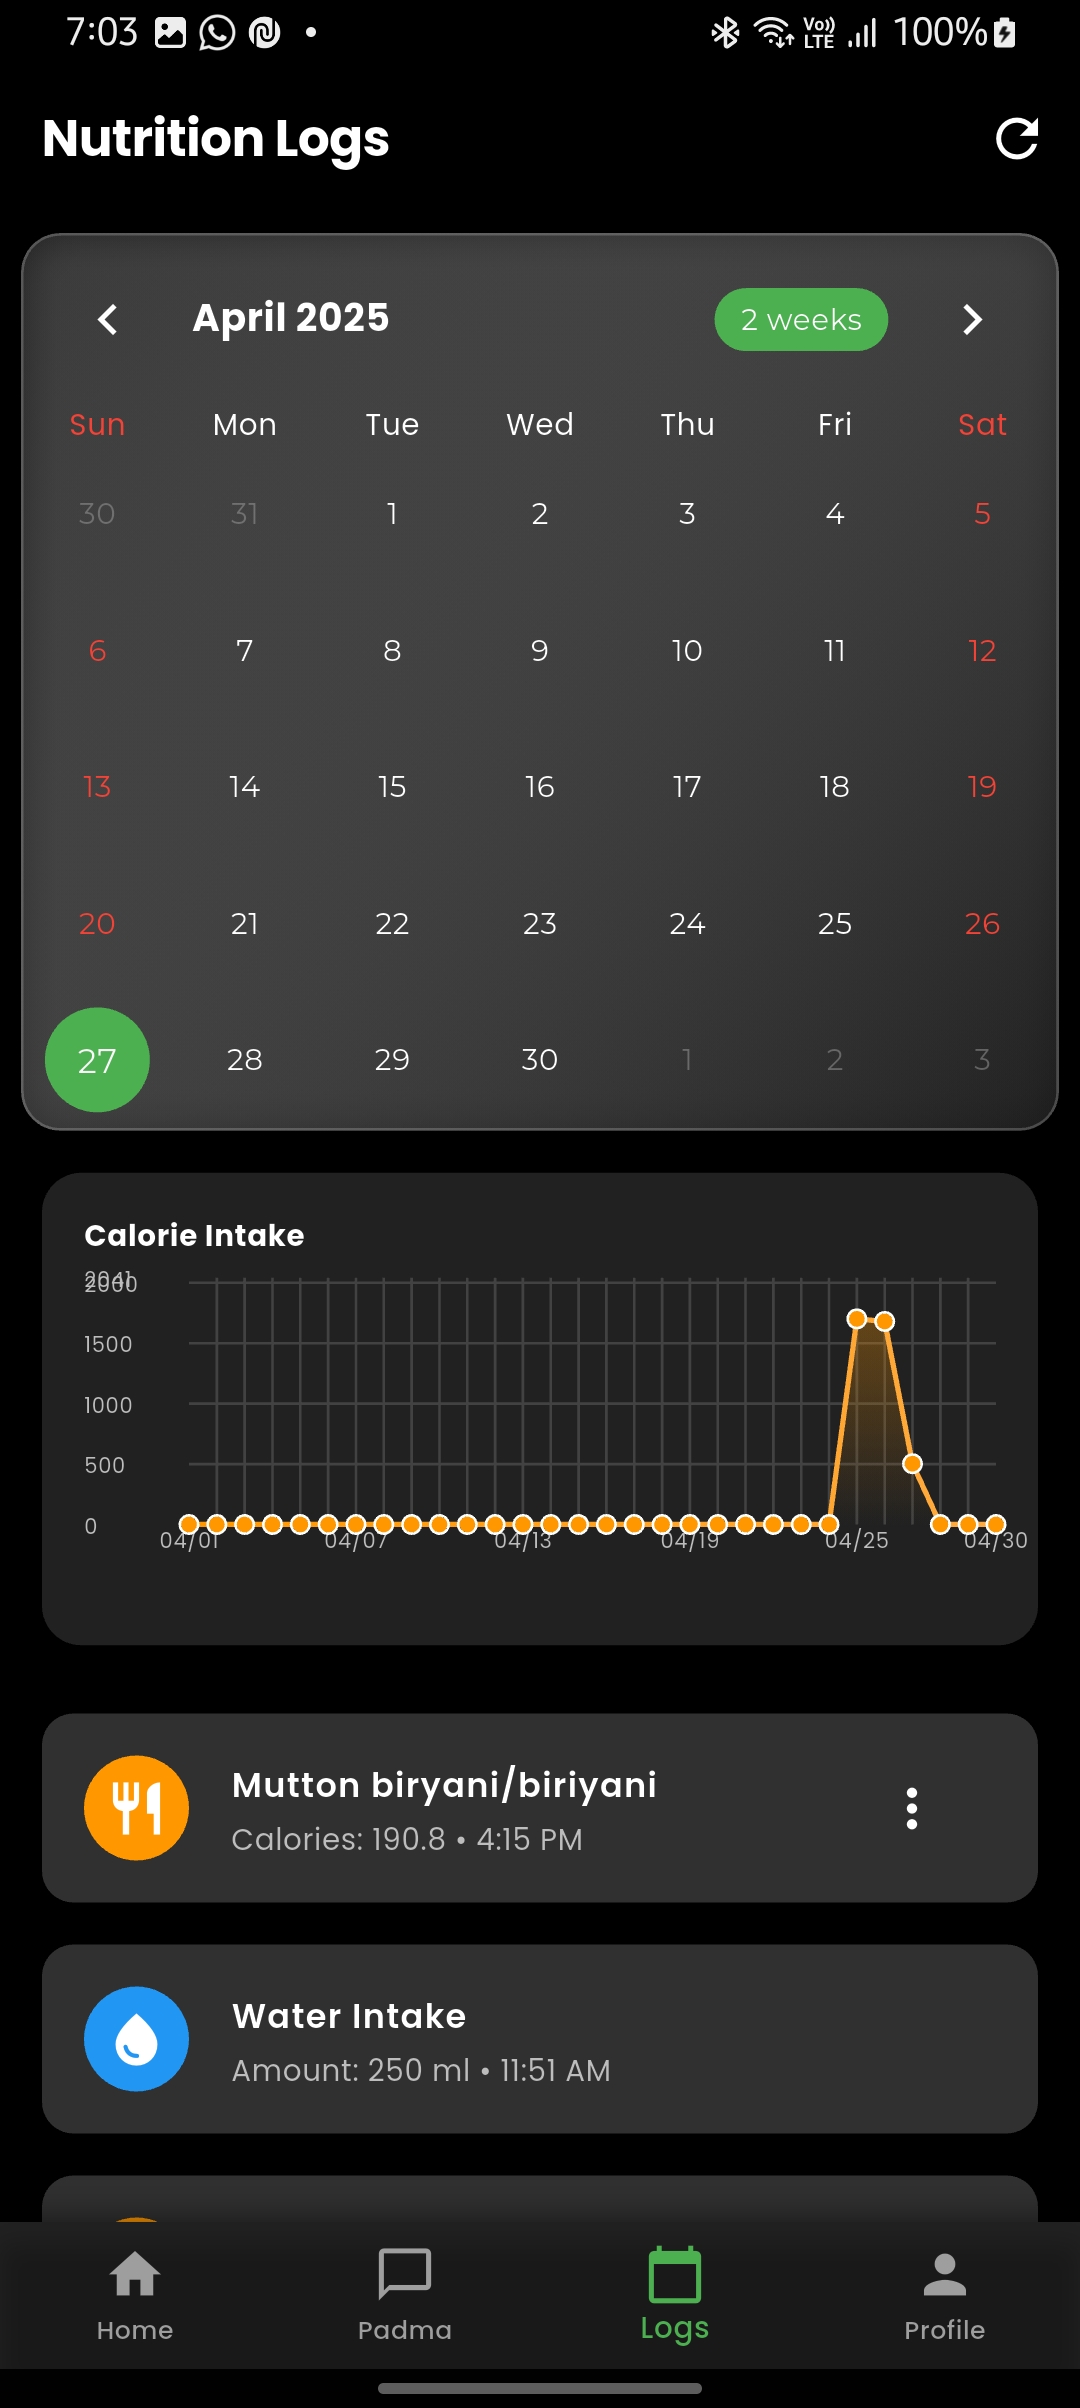 7:03 Vo)) LTE 100%
Nutrition Logs
April 2025 2 weeks
Sun Mon Tue Wed Thu Fri Sat
30 31 1 2 3 4 5
6 7 8 9 10 11 12
13 14 15 16 17 18 19
20 21 22 23 24 25 26
27 28 29 30 1 2 3
Calorie Intake
2041
2000
1500
1000
500
0
04/01 04/07 04/13 04/19 04/25 04/30
Mutton biryani/biriyani
Calories: 190.8 • 4:15 PM
Water Intake
Amount: 250 ml • 11:51 AM
Home Padma Logs Profile